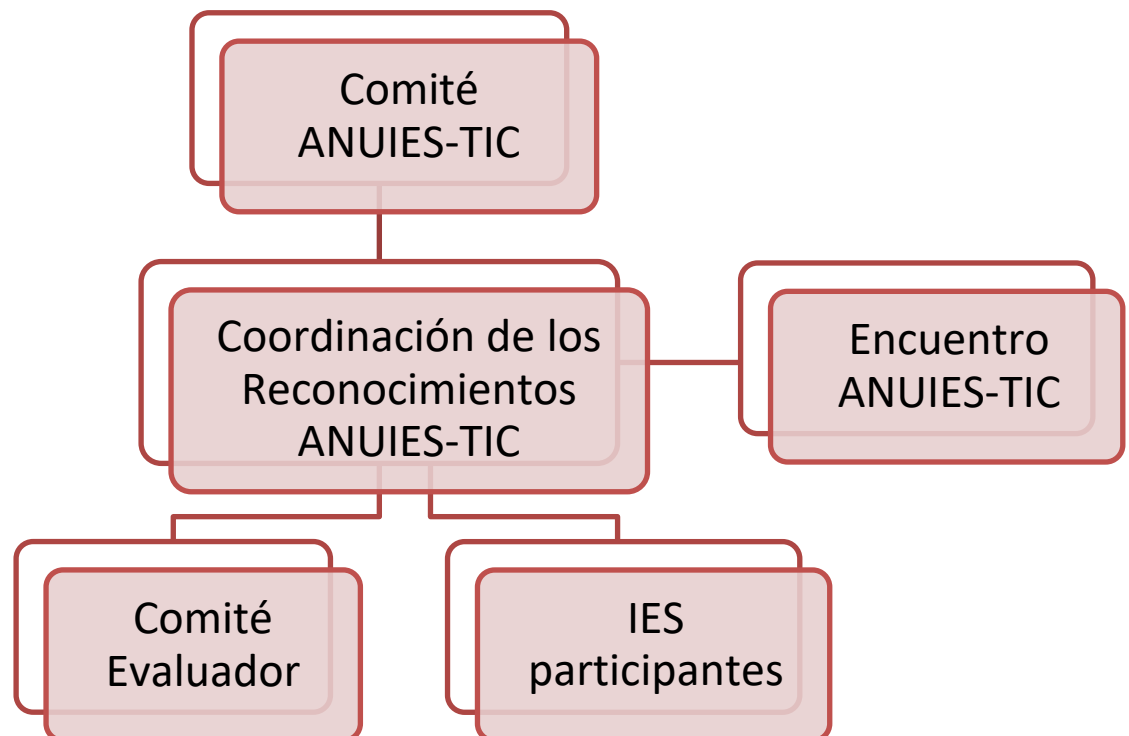 Comité
ANUIES-TIC
Coordinación de los
Reconocimientos
ANUIES-TIC
Encuentro
ANUIES-TIC
Comité
Evaluador
IES
participantes